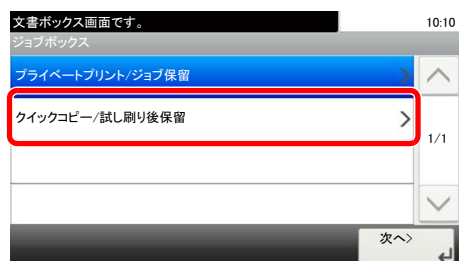 文書ボックス画面です。
10:10
ジョブボックス
プライベートプリント/ジョブ保留
クイックコピー/試し刷り後保留
1/1
次へ>